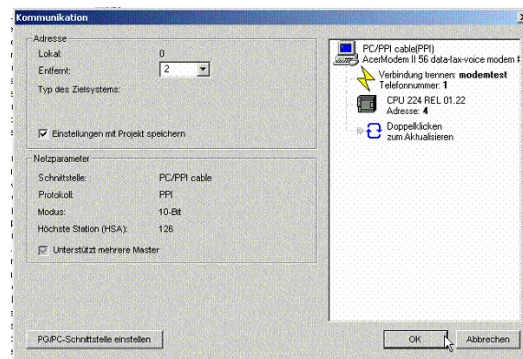 Kommunikation
Adresse
Lokal: 0
Entfernt: 2
Typ des Zielsystems:
Einstellungen mit Projekt speichern
Netzparameter
Schnittstelle: PC/PPI cable
Protokoll: PPI
Modus: 10-Bit
Höchste Station (HSA): 126
Unterstützt mehrere Master
PG/PC-Schnittstelle einstellen
PC/PPI cable(PPI)
AcerModem II 56 data-fax-voice modem
Verbindung trennen: modemtest
Telefonnummer: 1
CPU 224 REL 01.22
Adresse: 4
Doppelklicken
zum Aktualisieren
OK
Abbrechen